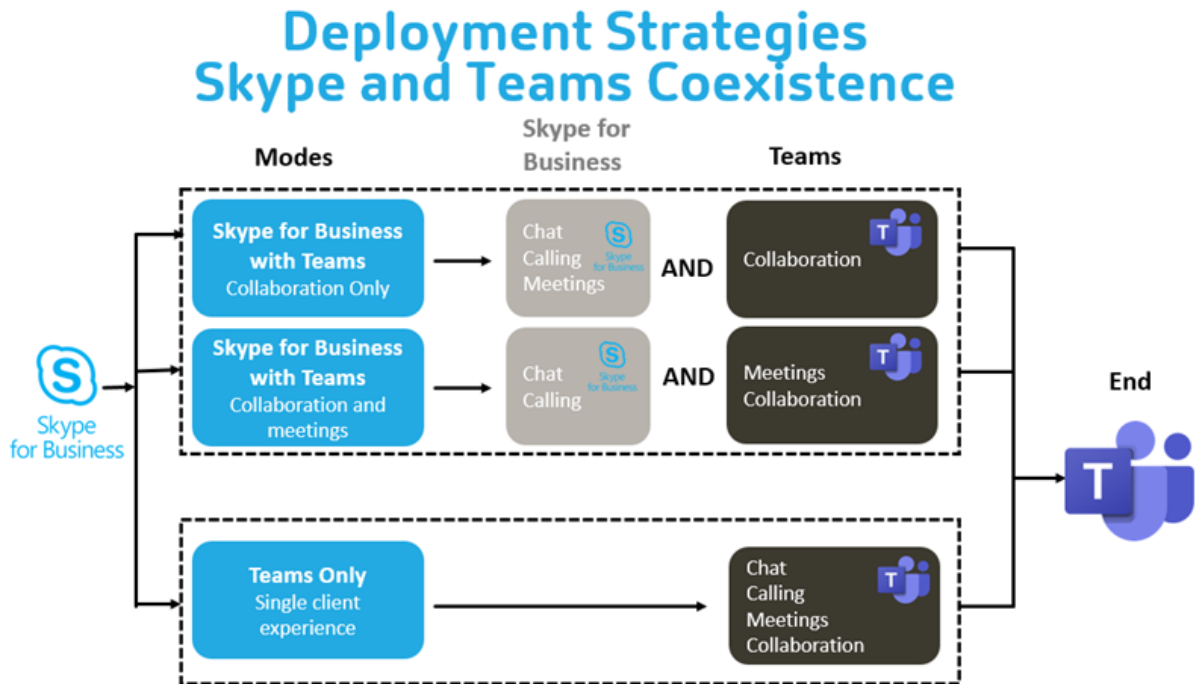 Deployment Strategies
Skype and Teams Coexistence
Modes
Skype for
Business
Teams
Skype for Business
with Teams
Collaboration Only
Chat
Calling
Meetings
S
Skype
for Business
AND
Collaboration
T
Skype for Business
with Teams
Collaboration and
meetings
Chat
Calling
S
Skype
for Business
AND
Meetings
Collaboration
T
S
Skype
for Business
End
T
Teams Only
Single client
experience
Chat
Calling
Meetings
Collaboration
T